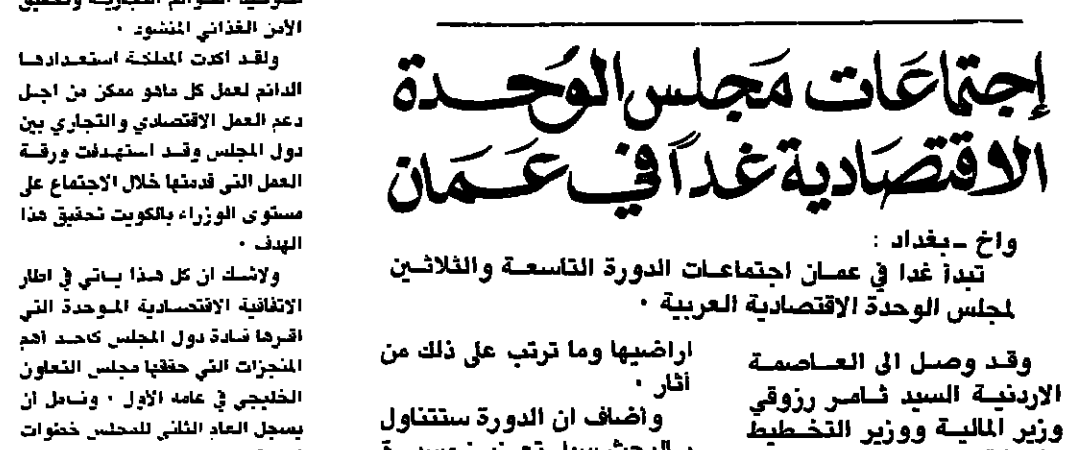 إجتماعات مجلس الوحدة
الاقتصادية غداً في عمان
واخ - بغداد :
تبدأ غدا في عمان اجتماعات الدورة التاسعة والثلاثين
لمجلس الوحدة الاقتصادية العربية .
وقد وصل الى العاصمة
الاردنية السيد ثامر رزوقي
وزير المالية ووزير التخطيط
اراضيها وما ترتب على ذلك من
أثار .
وأضاف ان الدورة ستتناول
الأمن الغذائي المنشود .
ولقد اكدت المملكة استعدادها
الدائم لعمل كل ماهو ممكن من اجل
دعم العمل الاقتصادي والتجاري بين
دول المجلس وقد استهدفت ورقة
العمل التي قدمتها خلال الاجتماع على
مستوى الوزراء بالكويت تحقيق هذا
الهدف .
ولاشك ان كل هذا يأتي في اطار
الاتفاقية الاقتصادية الموحدة التي
اقرها قادة دول المجلس كاحد اهم
المنجزات التي حققها مجلس التعاون
الخليجي في عامه الأول . ونامل أن
يسجل العام الثاني للمجلس خطوات